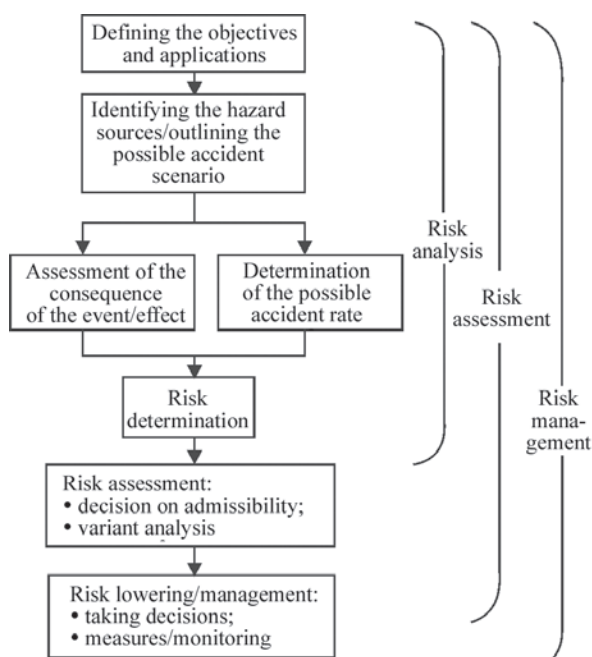 Defining the objectives
and applications
Identifying the hazard
sources/outlining the
possible accident
scenario
Assessment of the
consequence
of the event/effect
Determination
of the possible
accident rate
Risk
determination
Risk assessment:
• decision on admissibility;
• variant analysis
Risk lowering/management:
• taking decisions;
• measures/monitoring
Risk
analysis
Risk
assessment
Risk
mana-
gement